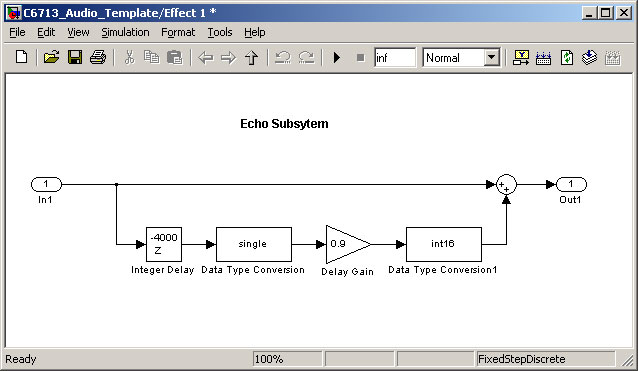 C6713_Audio_Template/Effect 1 *
File Edit View Simulation Format Tools Help
inf Normal
Echo Subsytem
1
In1
-4000
Z
Integer Delay
single
Data Type Conversion
0.9
Delay Gain
int16
Data Type Conversion1
+
+
1
Out1
Ready 100% FixedStepDiscrete